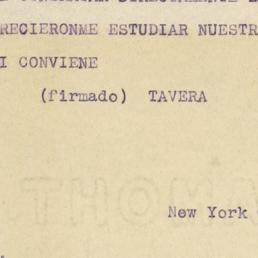 RECIERONME ESTUDIAR NUESTR
I CONVIENE
(firmado) TAVERA
New York